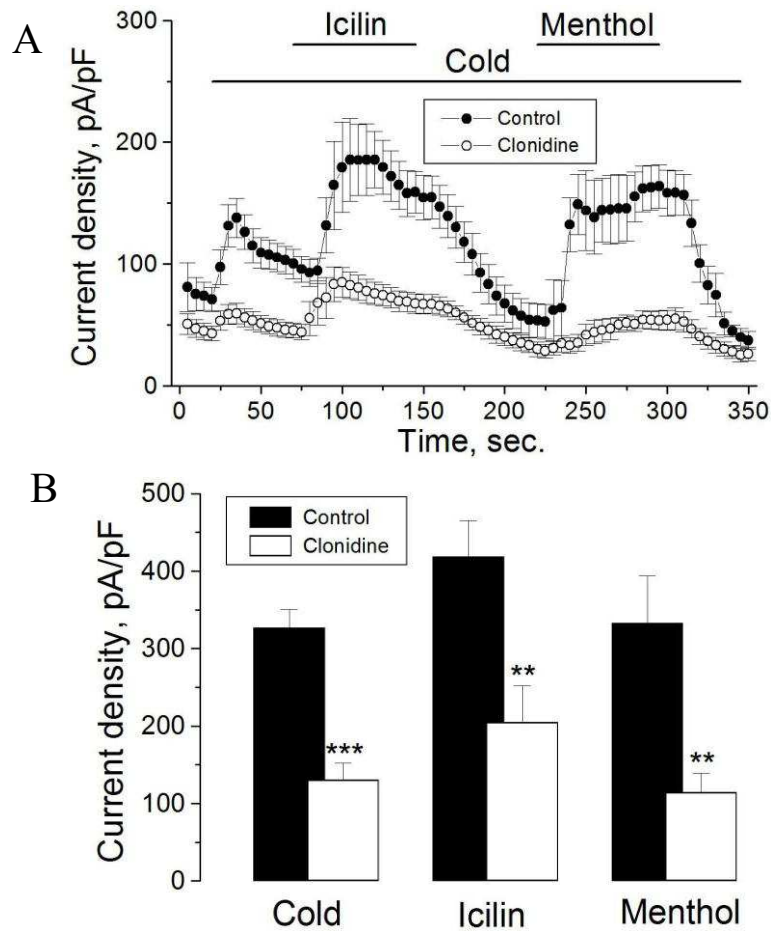 A
Icilin
Menthol
Cold
Control
Clonidine
Current density, pA/pF
300
200
100
0
0 50 100 150 200 250 300 350
Time, sec.
B
Control
Clonidine
Current density, pA/pF
500
400
300
200
100
0
***
**
**
Cold Icilin Menthol